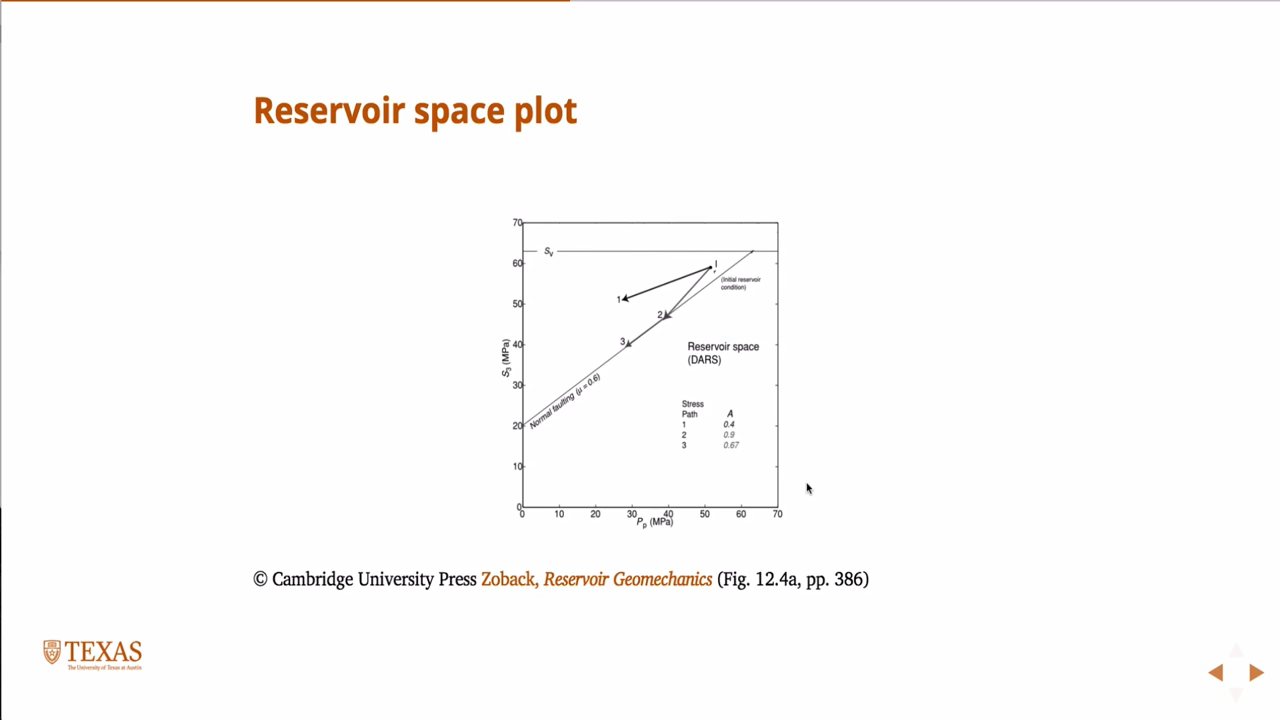 Reservoir space plot
70
60
50
40
30
20
10
0
S3 (MPa)
Sv
I
(Initial reservoir
condition)
1
2
3
Reservoir space
(DARS)
Normal faulting (μ = 0.6)
Stress
Path A
1 0.4
2 0.9
3 0.67
0 10 20 30 40 50 60 70
Pp (MPa)
© Cambridge University Press Zoback, Reservoir Geomechanics (Fig. 12.4a, pp. 386)
TEXAS
The University of Texas at Austin